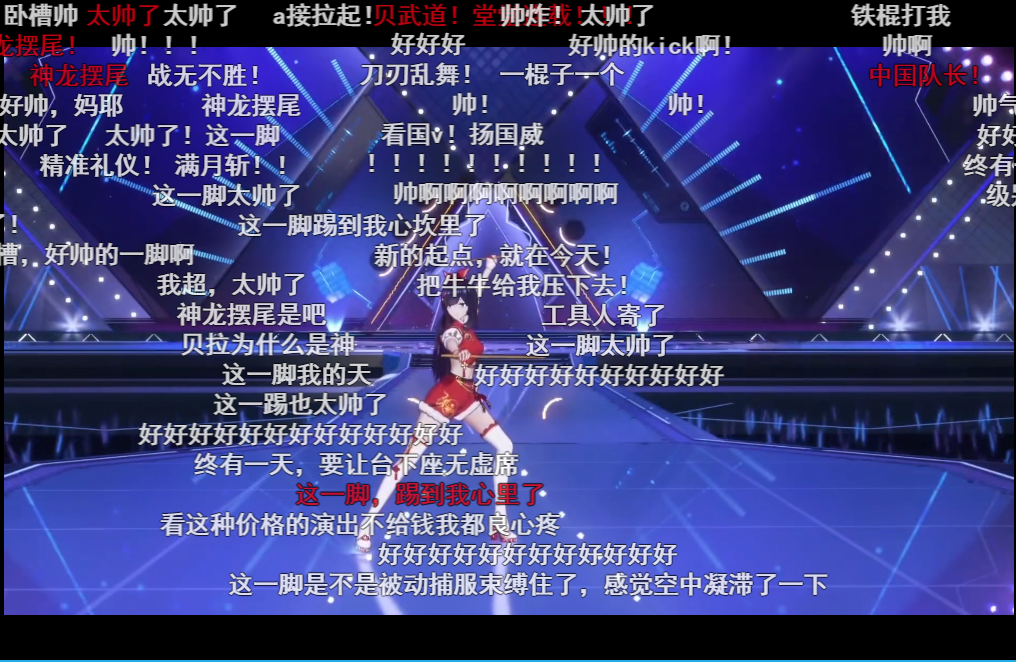 卧槽帅 太帅了 太帅了 a接拉起! 贝武道! 堂 帅炸! 太帅了 铁棍打我
龙摆尾! 帅!!! 好好好 好帅的kick啊! 帅啊
神龙摆尾 战无不胜! 刀刃乱舞! 一棍子一个 中国队长!
好帅,妈耶 神龙摆尾 帅! 帅! 帅气
太帅了 太帅了!这一脚 看国v!扬国威 好好
精准礼仪! 满月斩!! !!!!!!!!!! 终有一
这一脚太帅了 帅啊啊啊啊啊啊啊啊 级别
了! 这一脚踢到我心坎里了
槽,好帅的一脚啊 新的起点,就在今天!
我超,太帅了 把牛牛给我压下去!
神龙摆尾是吧 工具人寄了
贝拉为什么是神 这一脚太帅了
这一脚我的天 好好好好好好好好好好
这一踢也太帅了
好好好好好好好好好好好好好
终有一天,要让台下座无虚席
这一脚,踢到我心里了
看这种价格的演出不给钱我都良心疼
好好好好好好好好好好好好
这一脚是不是被动捕服束缚住了,感觉空中凝滞了一下